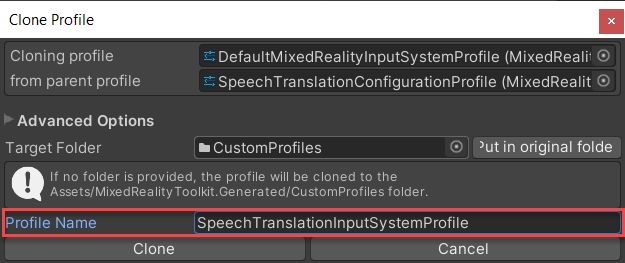 Clone Profile
Cloning profile DefaultMixedRealityInputSystemProfile (MixedRealit
from parent profile SpeechTranslationConfigurationProfile (MixedRealit
Advanced Options
Target Folder CustomProfiles Put in original folde
If no folder is provided, the profile will be cloned to the
Assets/MixedRealityToolkit.Generated/CustomProfiles folder.
Profile Name SpeechTranslationInputSystemProfile
Clone Cancel